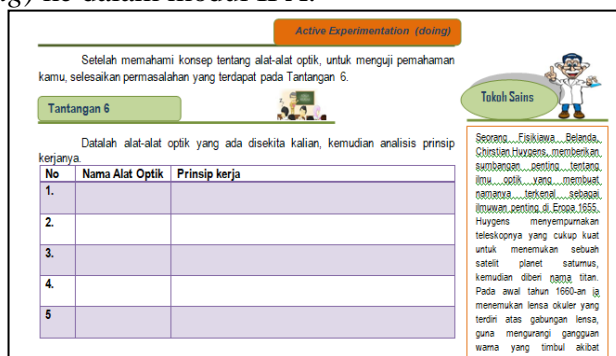 ng) ke dalam modul IPA.
Active Experimentation (doing)
Setelah memahami konsep tentang alat-alat optik, untuk menguji pemahaman
kamu, selesaikan permasalahan yang terdapat pada Tantangan 6.
Tantangan 6
Datalah alat-alat optik yang ada disekita kalian, kemudian analisis prinsip
kerjanya.
No Nama Alat Optik Prinsip kerja
1.
2.
3.
4.
5
Tokoh Sains
Seorang Fisikiawa Belanda,
Chirstian Huygens, memberikan
sumbangan penting tentang
ilmu optik yang membuat
namanya terkenal sebagai
ilmuwan penting di Eropa 1655,
Huygens menyempurnakan
teleskopnya yang cukup kuat
untuk menemukan sebuah
satelit planet saturnus,
kemudian diberi nama titan.
Pada awal tahun 1660-an ia
menemukan lensa okuler yang
terdiri atas gabungan lensa,
guna mengurangi gangguan
warna yang timbul akibat